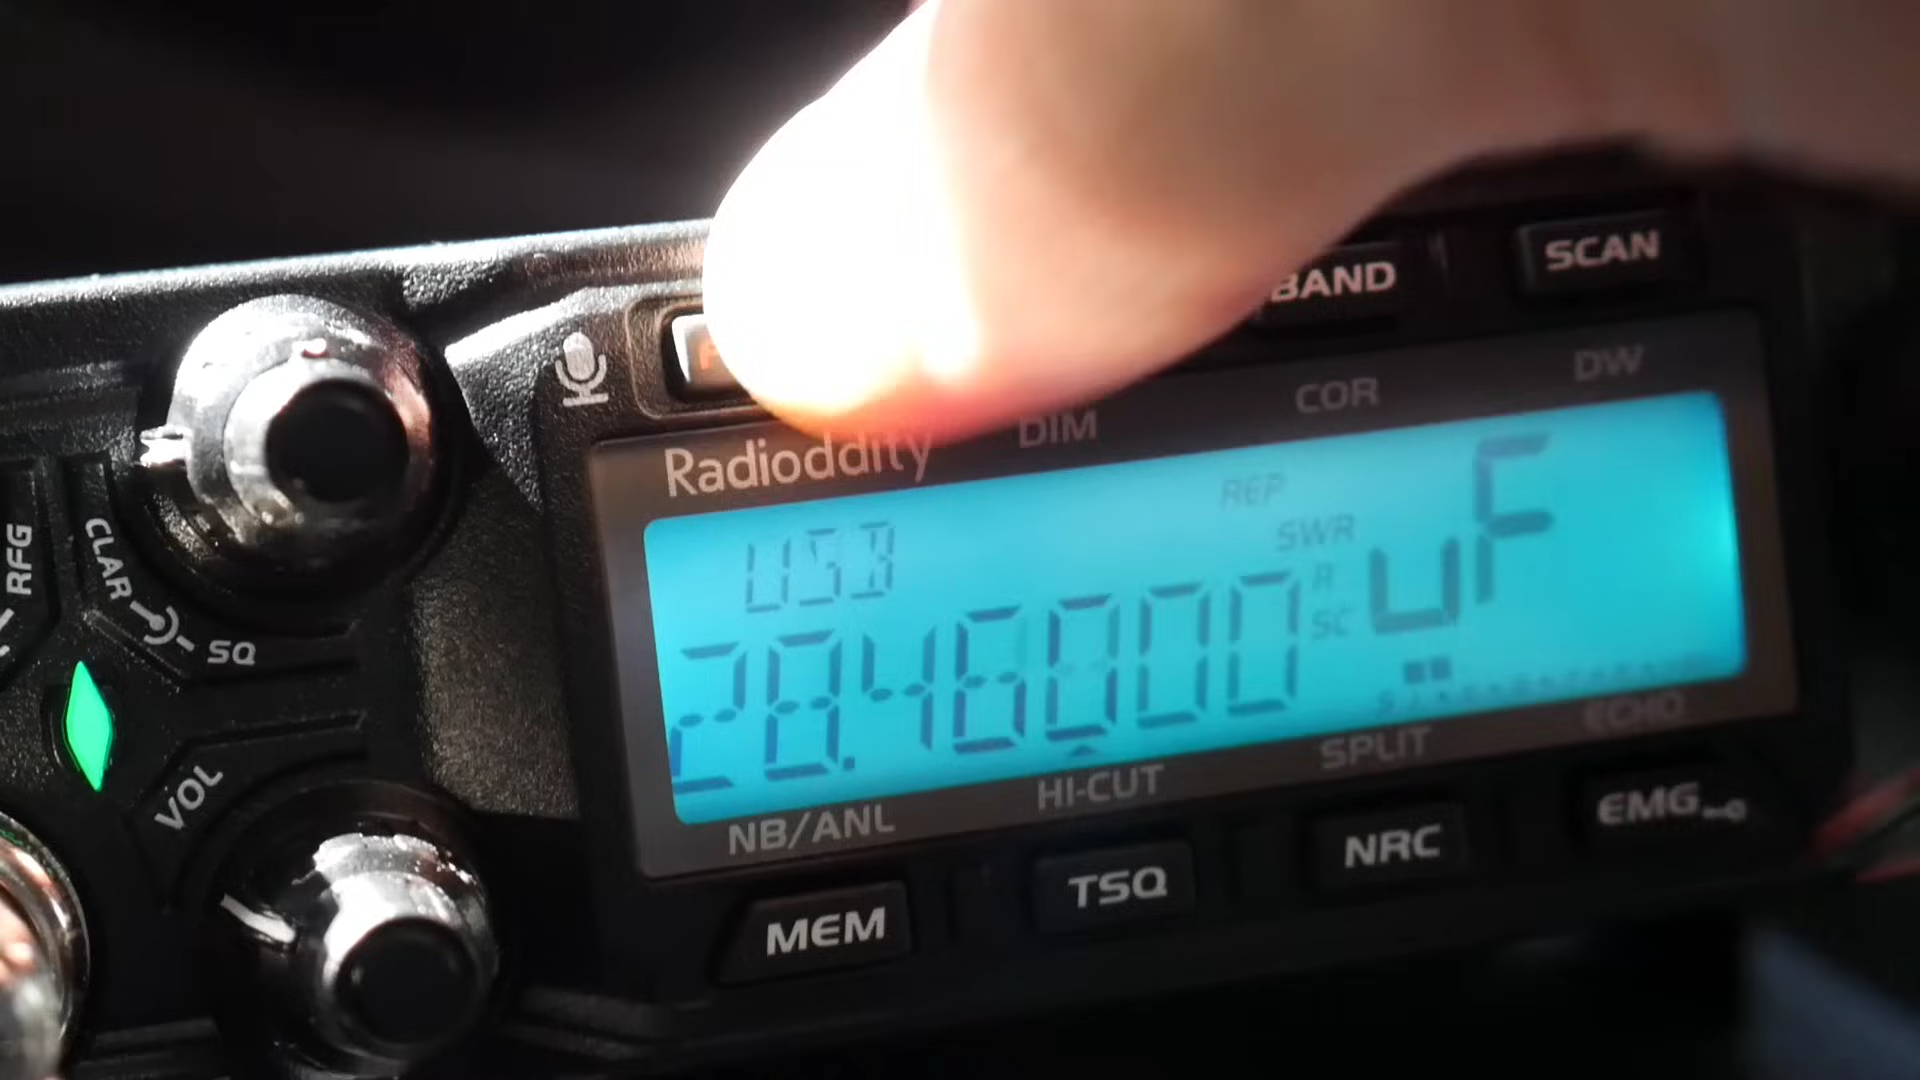 BAND SCAN
Radioddity DIM COR DW
USB REP
SWR
28.46000 R
SC uF
RFG CLAR SQ
VOL
NB/ANL HI-CUT SPLIT ECHO
MEM TSQ NRC EMG